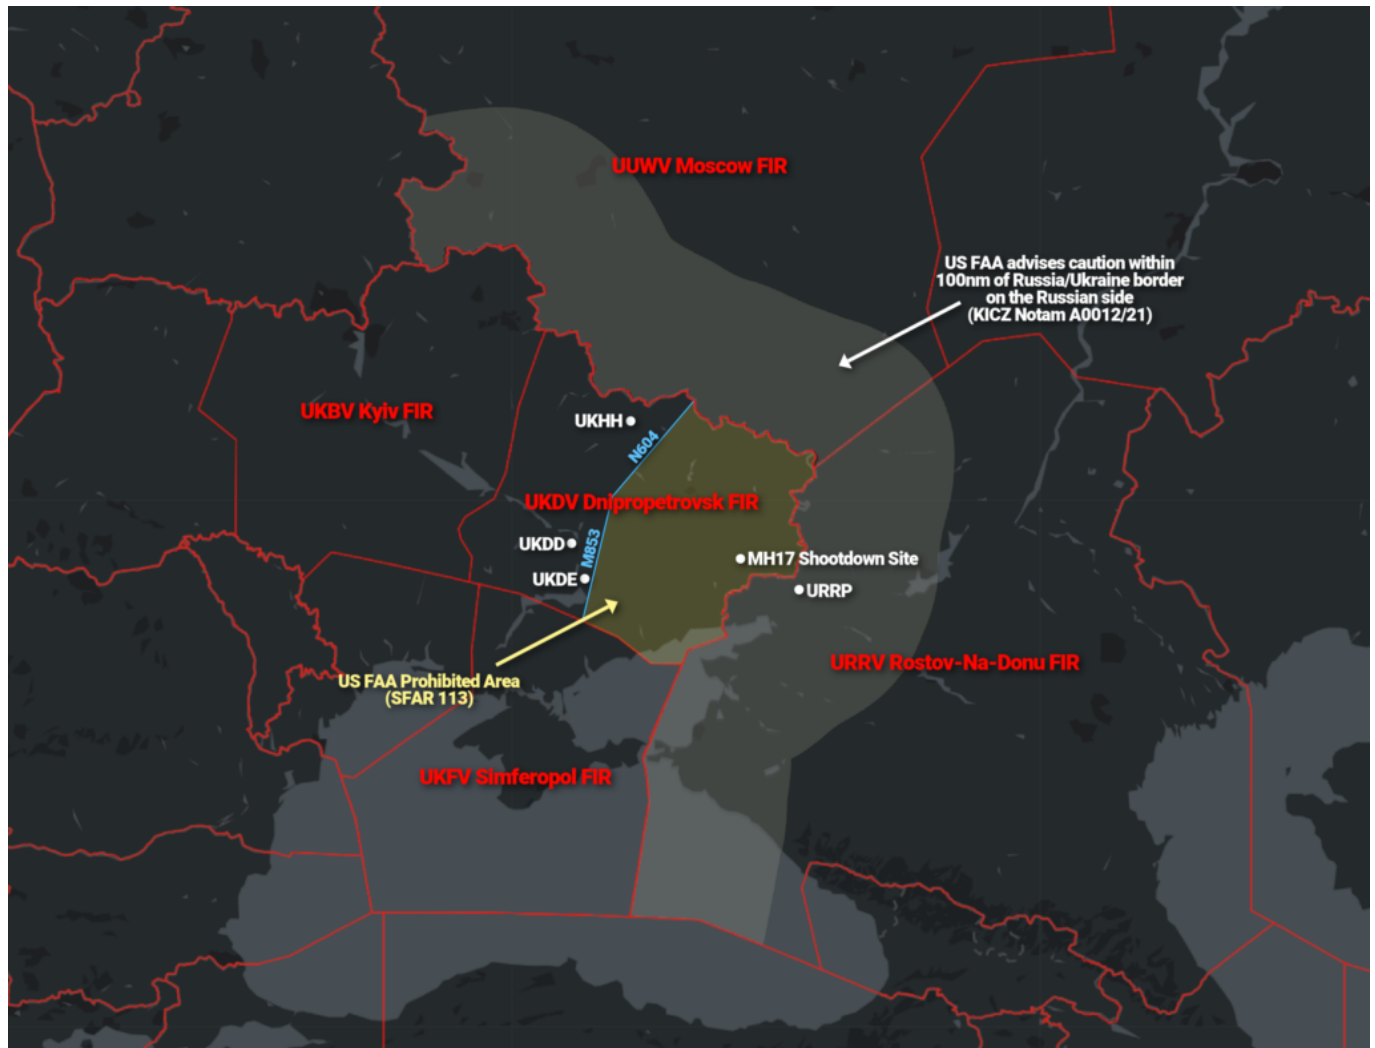 UUWV Moscow FIR
US FAA advises caution within
100nm of Russia/Ukraine border
on the Russian side
(KICZ Notam A0012/21)
UKBV Kyiv FIR
UKHH
N604
UKDV Dnipropetrovsk FIR
UKDD
M853
UKDE
MH17 Shootdown Site
URRP
URRV Rostov-Na-Donu FIR
US FAA Prohibited Area
(SFAR 113)
UKFV Simferopol FIR